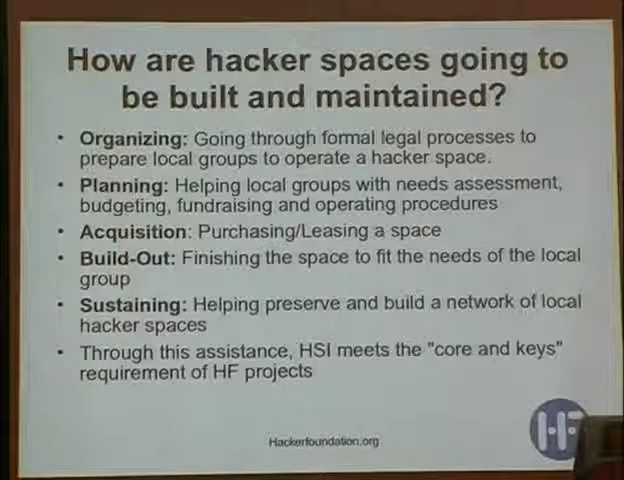 How are hacker spaces going to
be built and maintained?
• Organizing: Going through formal legal processes to
prepare local groups to operate a hacker space.
• Planning: Helping local groups with needs assessment,
budgeting, fundraising and operating procedures
• Acquisition: Purchasing/Leasing a space
• Build-Out: Finishing the space to fit the needs of the local
group
• Sustaining: Helping preserve and build a network of local
hacker spaces
• Through this assistance, HSI meets the "core and keys"
requirement of HF projects
Hackerfoundation.org
HF